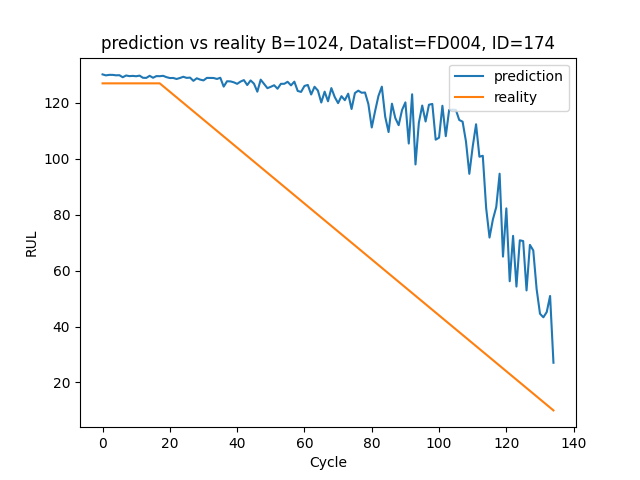 prediction vs reality B=1024, Datalist=FD004, ID=174
prediction
reality
RUL
120
100
80
60
40
20
0 20 40 60 80 100 120 140
Cycle